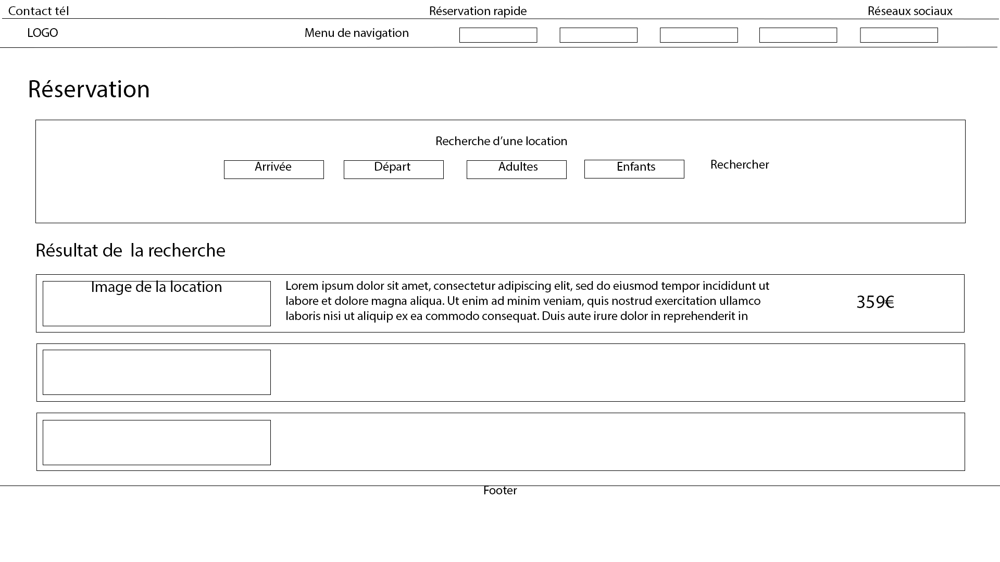 Contact tél
Réservation rapide
Réseaux sociaux
LOGO
Menu de navigation
Réservation
Recherche d’une location
Arrivée
Départ
Adultes
Enfants
Rechercher
Résultat de  la recherche
Image de la location
Lorem ipsum dolor sit amet, consectetur adipiscing elit, sed do eiusmod tempor incididunt ut
labore et dolore magna aliqua. Ut enim ad minim veniam, quis nostrud exercitation ullamco
laboris nisi ut aliquip ex ea commodo consequat. Duis aute irure dolor in reprehenderit in
359€
Footer